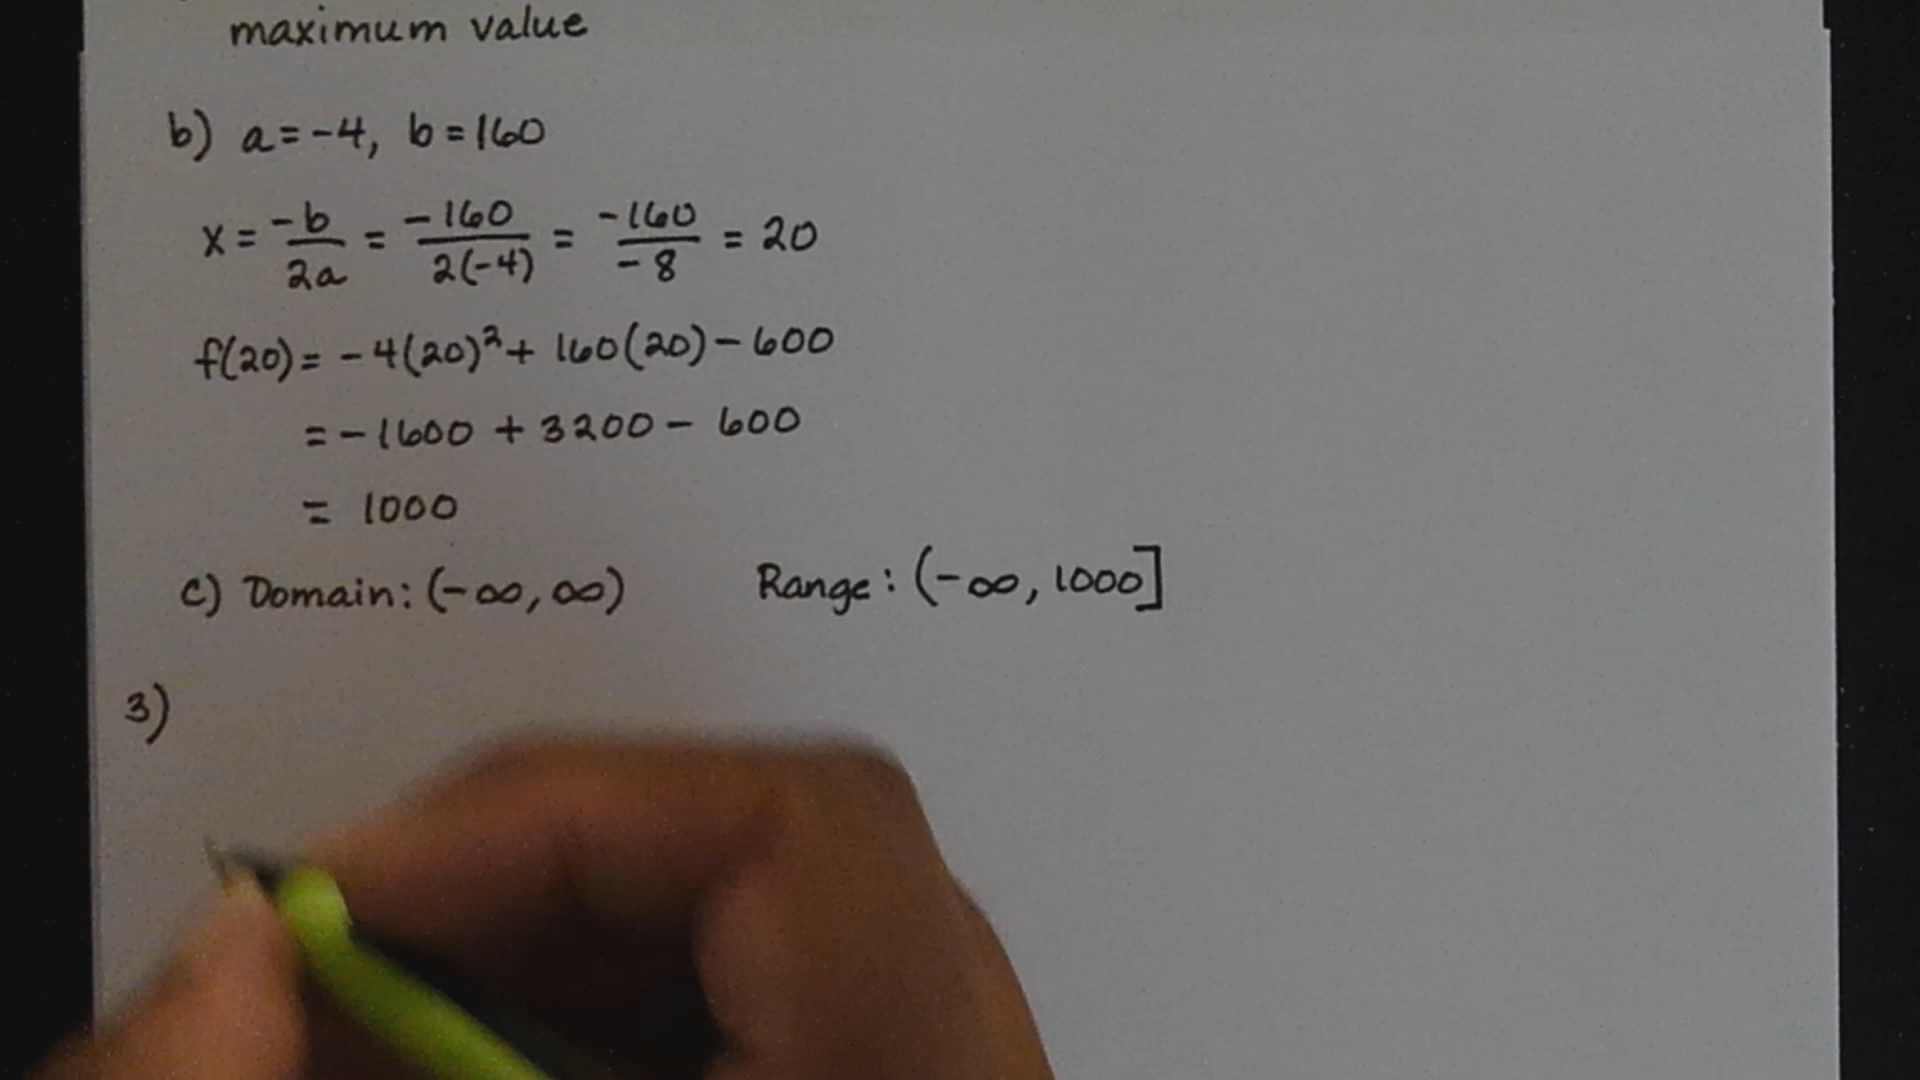 maximum value
b) a = -4, b = 160
x = -b/2a = -160/2(-4) = -160/-8 = 20
f(20) = -4(20)² + 160(20) - 600
= -1600 + 3200 - 600
= 1000
c) Domain: (-∞, ∞) Range: (-∞, 1000]
3)